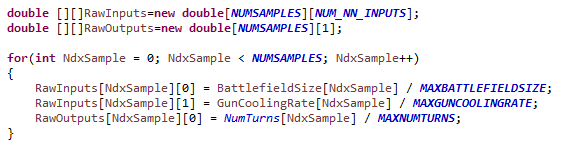 double [][]RawInputs=new double[NUMSAMPLES][NUM_NN_INPUTS];
double [][]RawOutputs=new double[NUMSAMPLES][1];
for(int NdxSample = 0; NdxSample < NUMSAMPLES; NdxSample++)
{
RawInputs[NdxSample][0] = BattlefieldSize[NdxSample] / MAXBATTLEFIELDSIZE;
RawInputs[NdxSample][1] = GunCoolingRate[NdxSample] / MAXGUNCOOLINGRATE;
RawOutputs[NdxSample][0] = NumTurns[NdxSample] / MAXNUMTURNS;
}